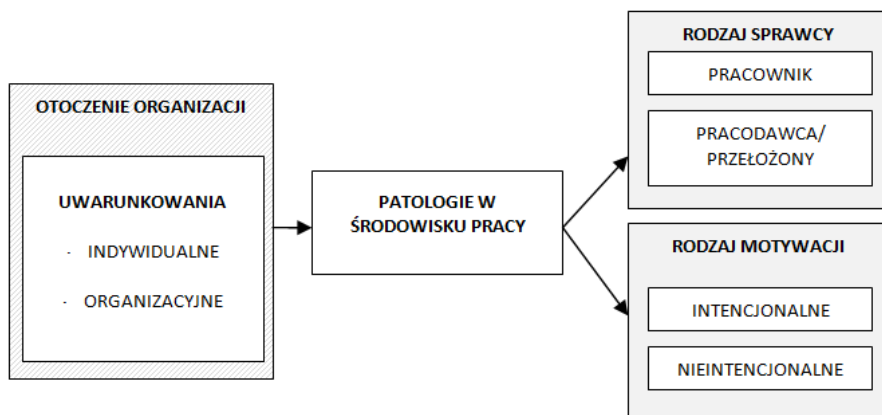 OTOCZENIE ORGANIZACJI
UWARUNKOWANIA
- INDYWIDUALNE
- ORGANIZACYJNE
PATOLOGIE W
ŚRODOWISKU PRACY
RODZAJ SPRAWCY
PRACOWNIK
PRACODAWCA/
PRZEŁOŻONY
RODZAJ MOTYWACJI
INTENCJONALNE
NIEINTENCJONALNE